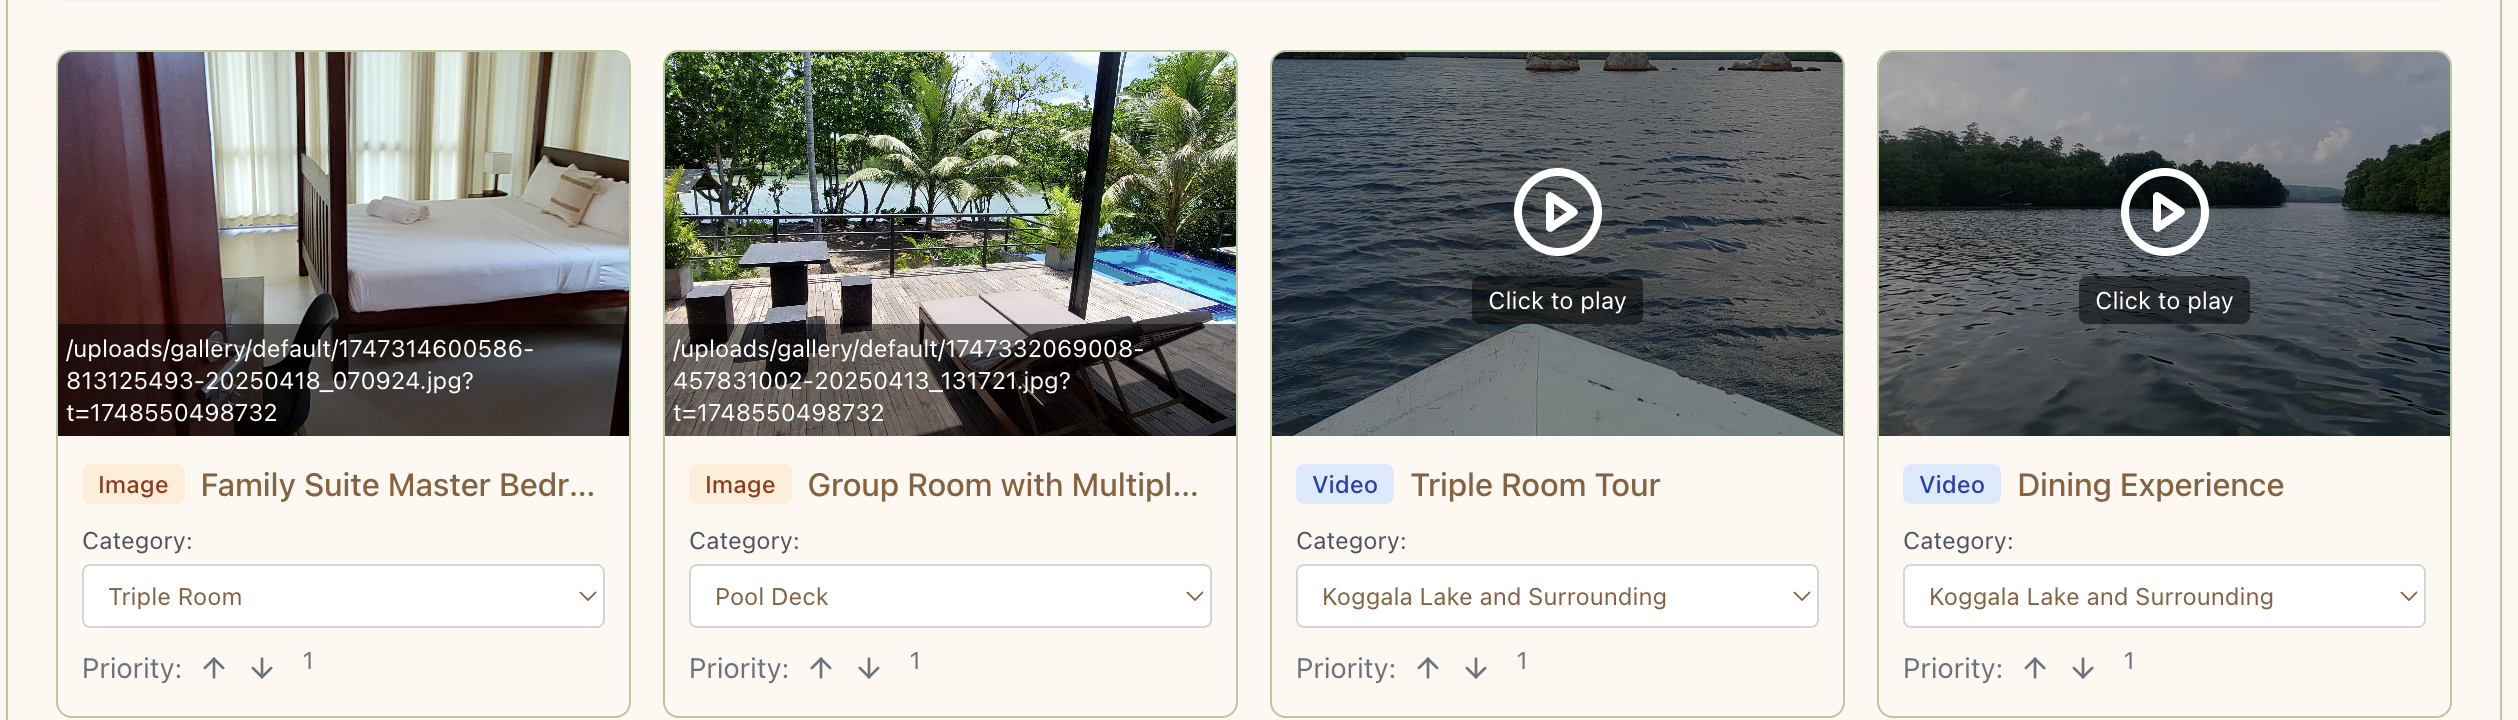 /uploads/gallery/default/1747314600586-
813125493-20250418_070924.jpg?
t=1748550498732
Image Family Suite Master Bedr...
Category:
Triple Room
Priority: ↑ ↓ 1
/uploads/gallery/default/1747332069008-
457831002-20250413_131721.jpg?
t=1748550498732
Image Group Room with Multipl...
Category:
Pool Deck
Priority: ↑ ↓ 1
Click to play
Video Triple Room Tour
Category:
Koggala Lake and Surrounding
Priority: ↑ ↓ 1
Click to play
Video Dining Experience
Category:
Koggala Lake and Surrounding
Priority: ↑ ↓ 1